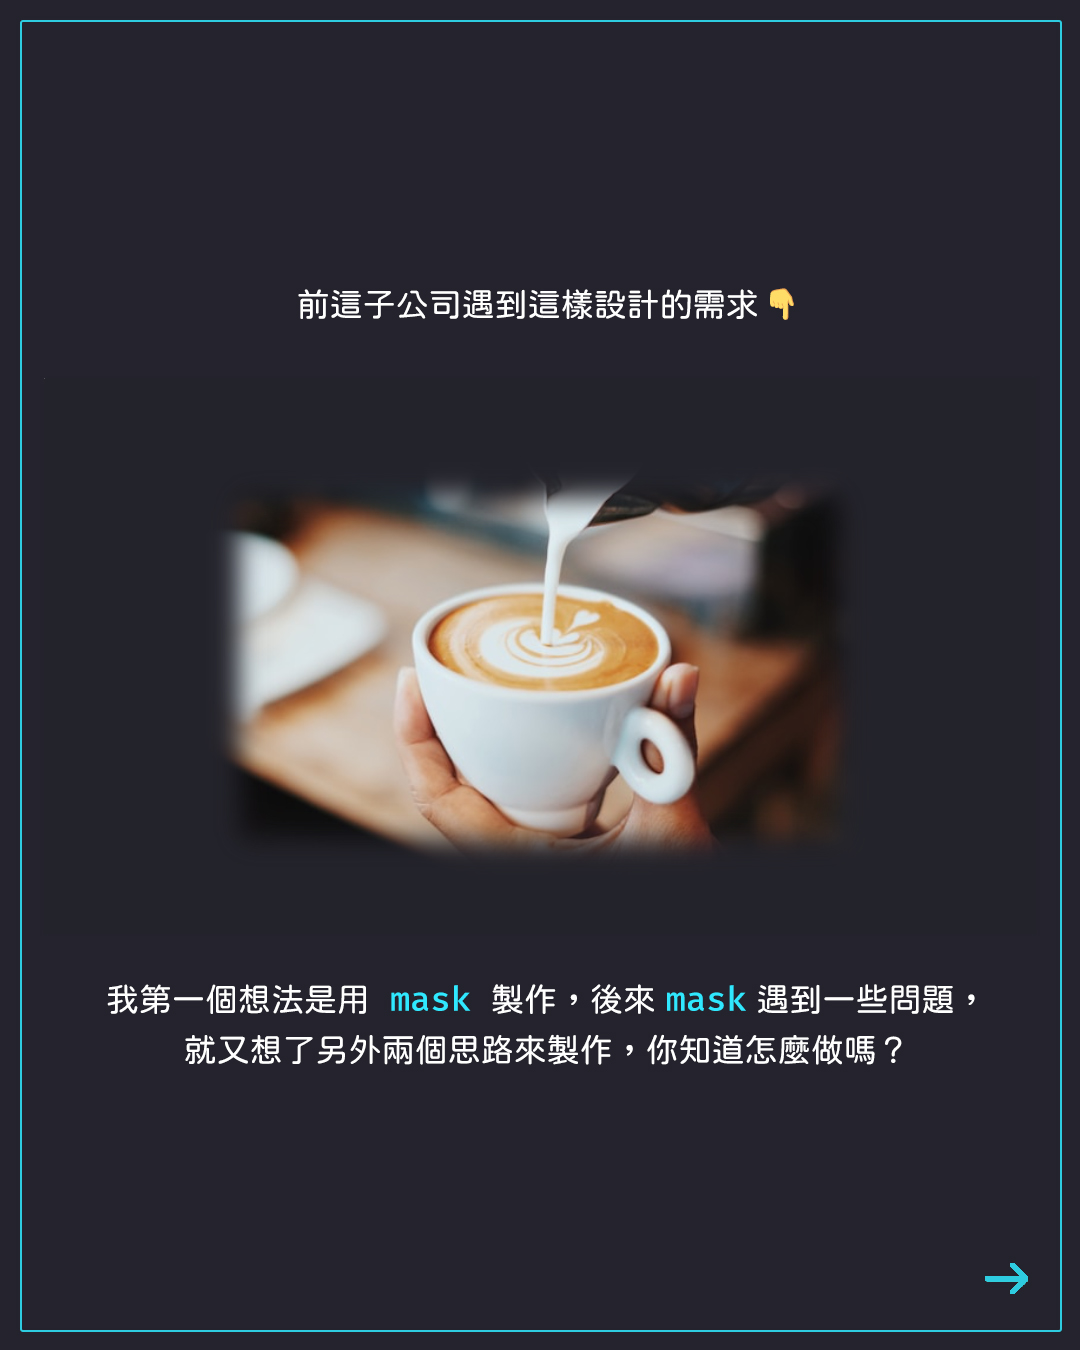 前這子公司遇到這樣設計的需求👇
我第一個想法是用 mask 製作，後來 mask 遇到一些問題，
就又想了另外兩個思路來製作，你知道怎麼做嗎？